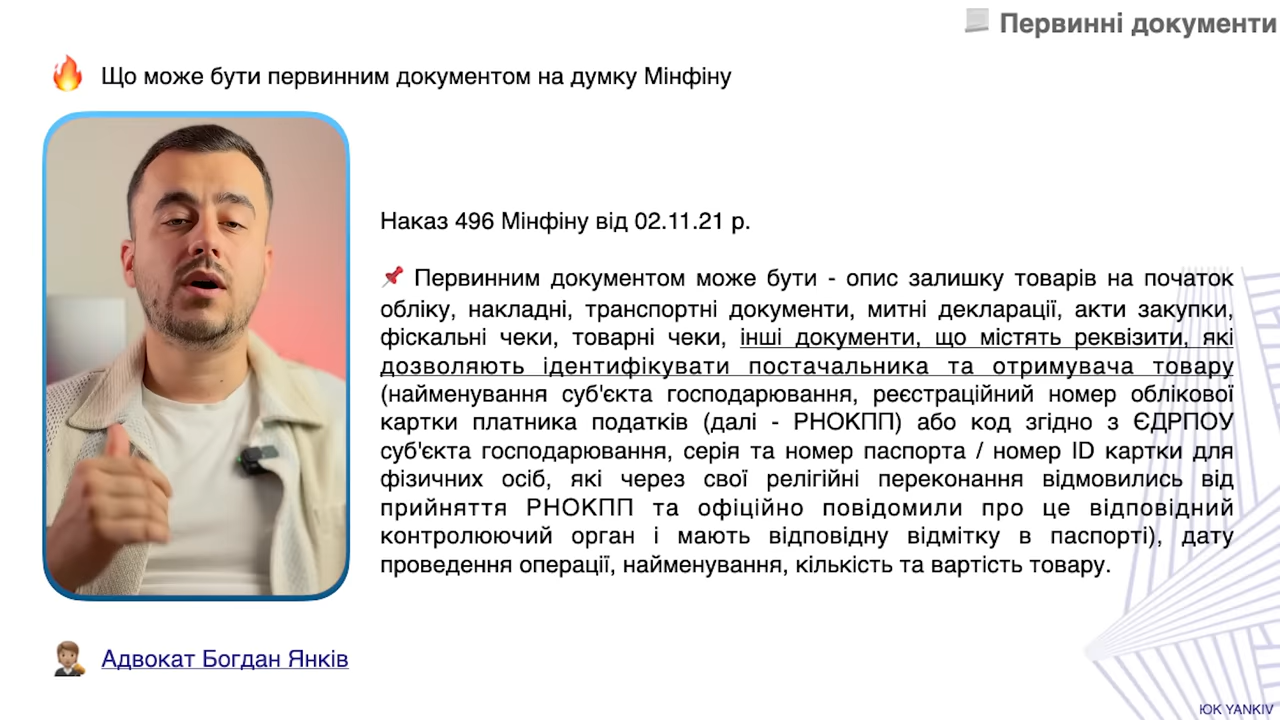 Первинні документи
Що може бути первинним документом на думку Мінфіну
Наказ 496 Мінфіну від 02.11.21 р.
Первинним документом може бути - опис залишку товарів на початок
обліку, накладні, транспортні документи, митні декларації, акти закупки,
фіскальні чеки, товарні чеки, інші документи, що містять реквізити, які
дозволяють ідентифікувати постачальника та отримувача товару
(найменування суб'єкта господарювання, реєстраційний номер облікової
картки платника податків (далі - РНОКПП) або код згідно з ЄДРПОУ
суб'єкта господарювання, серія та номер паспорта / номер ID картки для
фізичних осіб, які через свої релігійні переконання відмовились від
прийняття РНОКПП та офіційно повідомили про це відповідний
контролюючий орган і мають відповідну відмітку в паспорті), дату
проведення операції, найменування, кількість та вартість товару.
Адвокат Богдан Янків
ЮК YANKIV